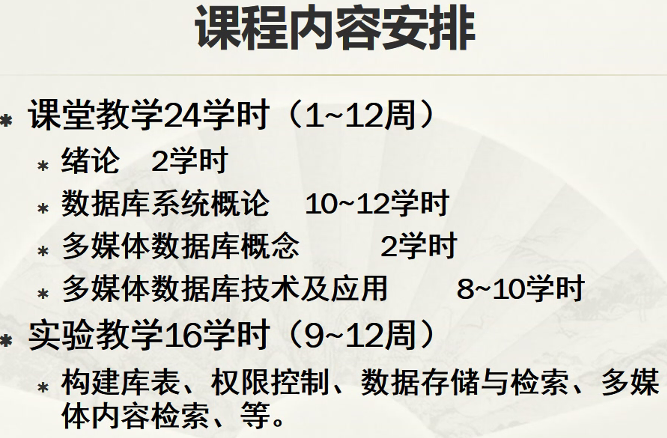 课程内容安排
* 课堂教学24学时（1~12周）
* 绪论 2学时
* 数据库系统概论 10~12学时
* 多媒体数据库概念 2学时
* 多媒体数据库技术及应用 8~10学时
* 实验教学16学时（9~12周）
* 构建库表、权限控制、数据存储与检索、多媒
体内容检索、等。